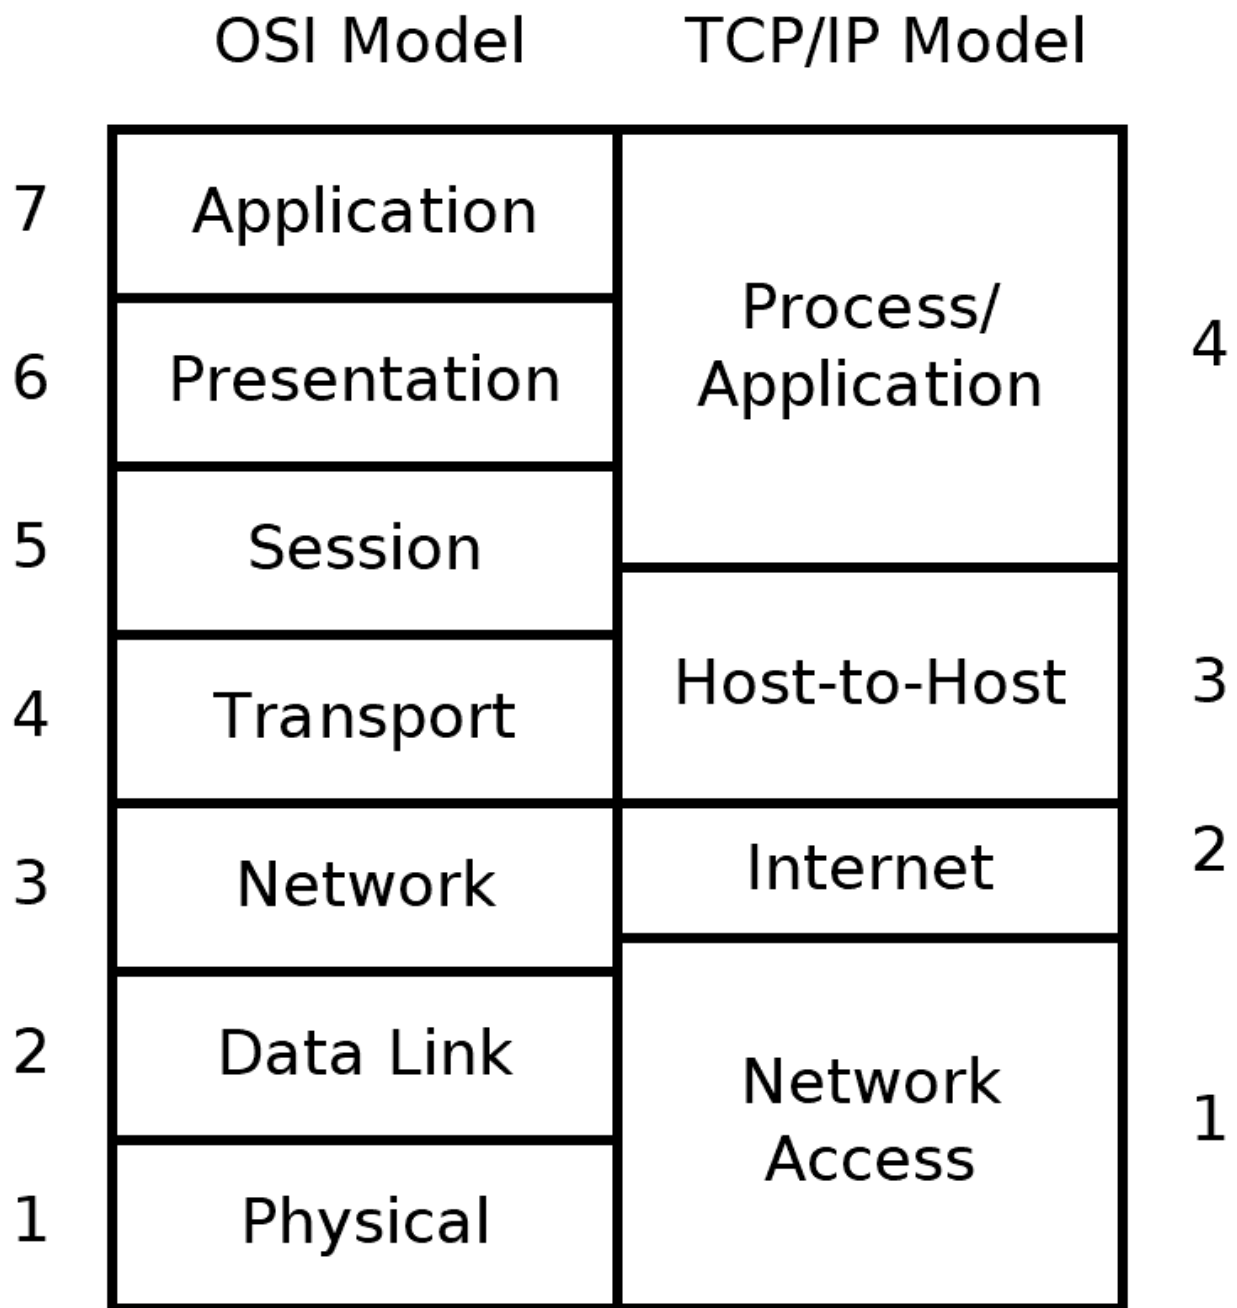 OSI Model
TCP/IP Model
7
Application
6
Presentation
5
Session
4
Transport
3
Network
2
Data Link
1
Physical
Process/
Application
4
Host-to-Host
3
Internet
2
Network
Access
1